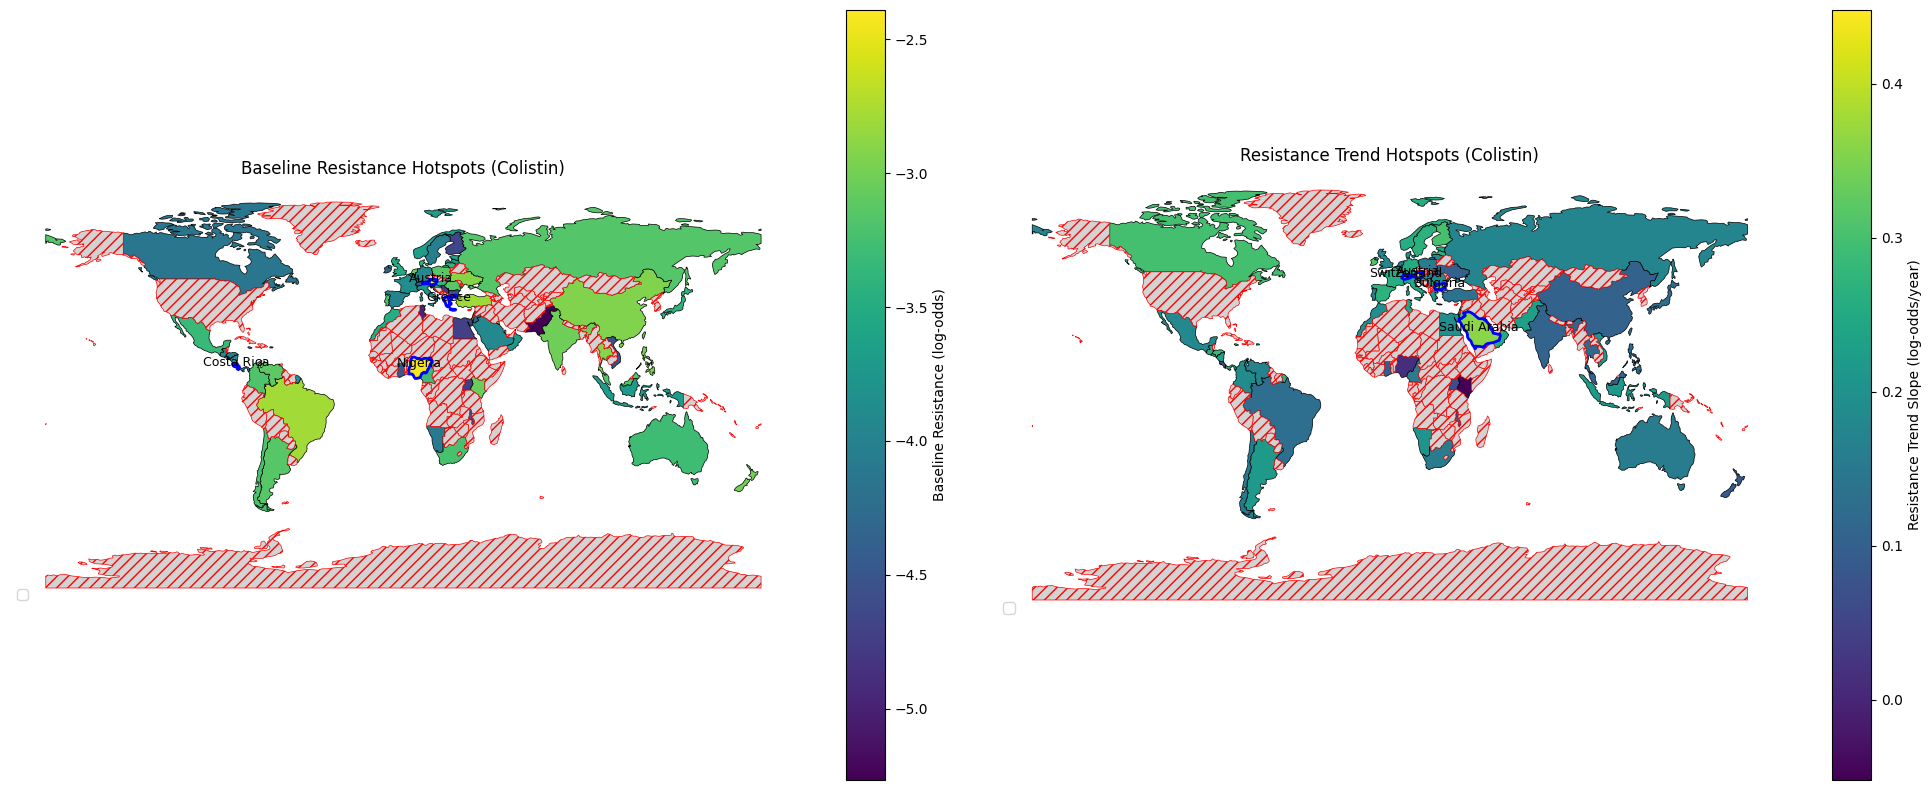 Baseline Resistance Hotspots (Colistin)
Austria
Greece
Costa Rica
Nigeria
−2.5
−3.0
−3.5
−4.0
−4.5
−5.0
Baseline Resistance (log-odds)
Resistance Trend Hotspots (Colistin)
Austria
Switzerland
Bulgaria
Saudi Arabia
0.4
0.3
0.2
0.1
0.0
Resistance Trend Slope (log-odds/year)